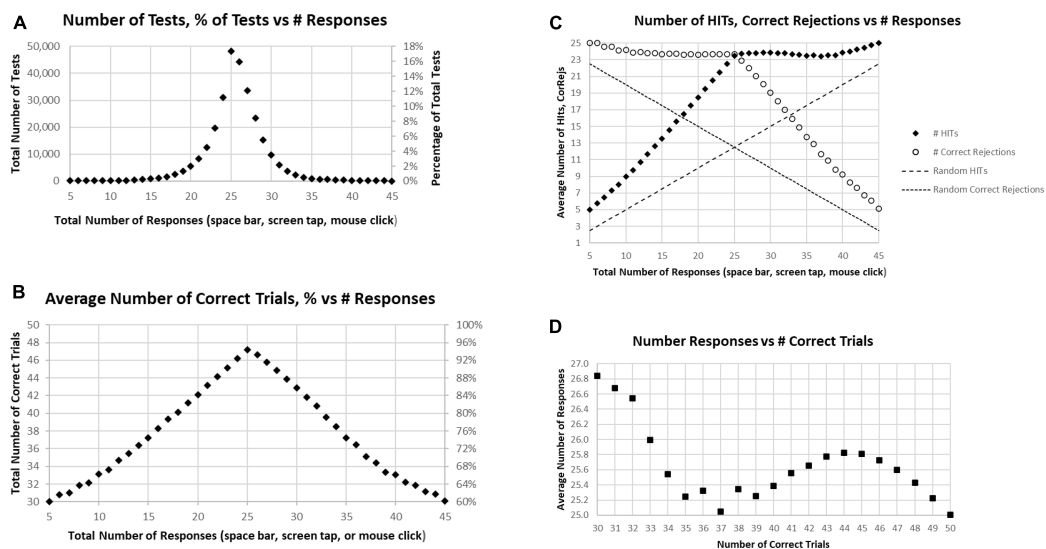 A
Number of Tests, % of Tests vs # Responses
Total Number of Tests
50,000
40,000
30,000
20,000
10,000
0
18%
16%
14%
12%
10%
8%
6%
4%
2%
0%
Percentage of Total Tests
5 10 15 20 25 30 35 40 45
Total Number of Responses (space bar, screen tap, mouse click)
B
Average Number of Correct Trials, % vs # Responses
Total Number of Correct Trials
50
48
46
44
42
40
38
36
34
32
30
100%
96%
92%
88%
84%
80%
76%
72%
68%
64%
60%
5 10 15 20 25 30 35 40 45
Total Number of Responses (space bar, screen tap, or mouse click)
C
Number of HITs, Correct Rejections vs # Responses
Average Number of Hits, CorRejs
25
23
21
19
17
15
13
11
9
7
5
3
1
5 10 15 20 25 30 35 40 45
Total Number of Responses (space bar, screen tap, mouse click)
# HITs
# Correct Rejections
Random HITs
Random Correct Rejections
D
Number Responses vs # Correct Trials
Average Number of Responses
27.0
26.8
26.6
26.4
26.2
26.0
25.8
25.6
25.4
25.2
25.0
30 31 32 33 34 35 36 37 38 39 40 41 42 43 44 45 46 47 48 49 50
Number of Correct Trials